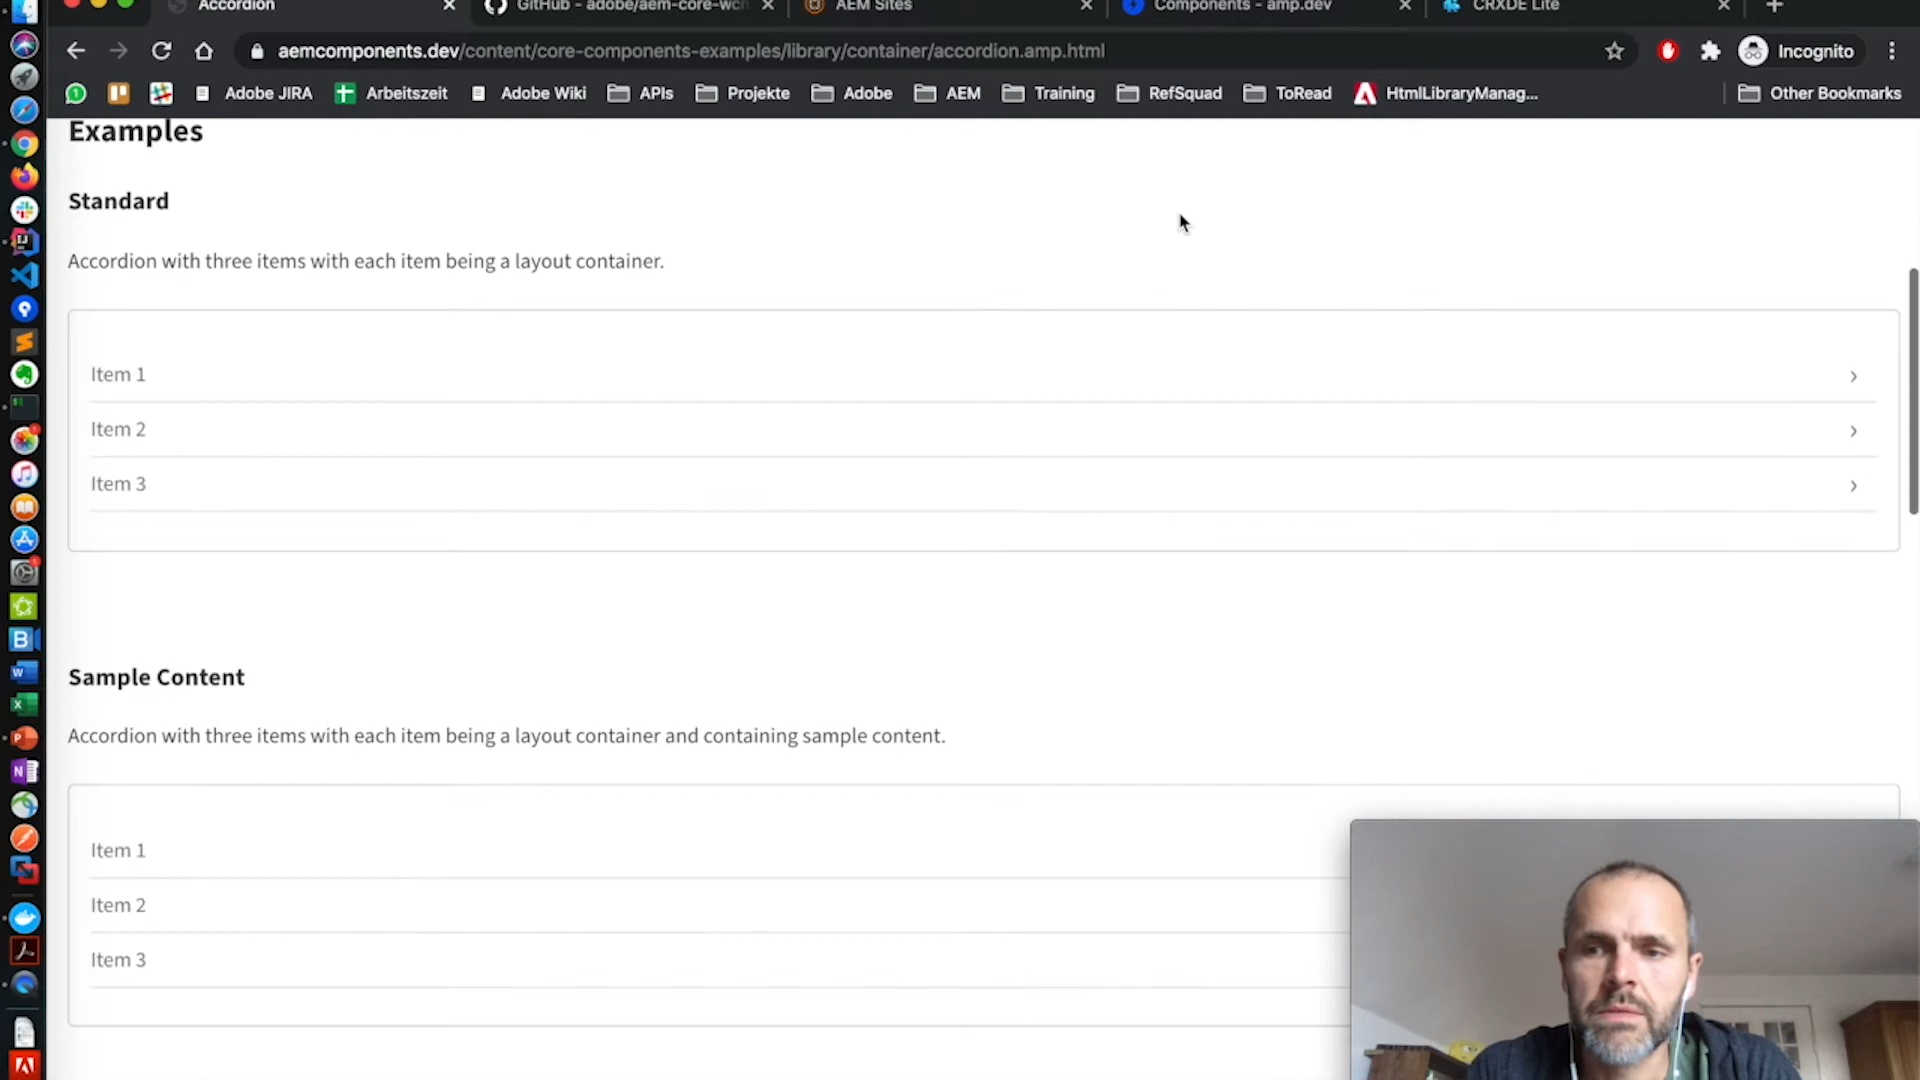 Accordion
GitHub - adobe/aem-core-wcm
AEM Sites
Components - amp.dev
CRXDE Lite
aemcomponents.dev/content/core-components-examples/library/container/accordion.amp.html
Incognito
Adobe JIRA
Arbeitszeit
Adobe Wiki
APIs
Projekte
Adobe
AEM
Training
RefSquad
ToRead
HtmlLibraryManag...
Other Bookmarks
Examples
Standard
Accordion with three items with each item being a layout container.
Item 1
Item 2
Item 3
Sample Content
Accordion with three items with each item being a layout container and containing sample content.
Item 1
Item 2
Item 3